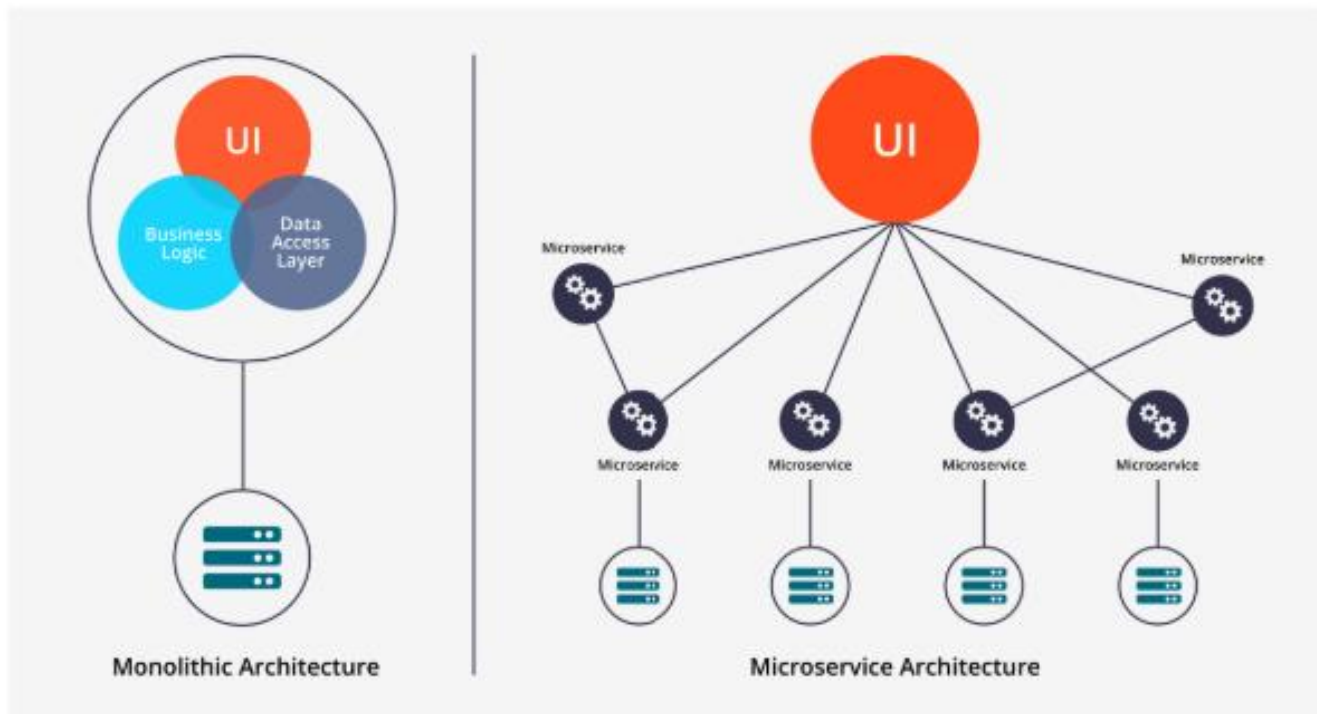 UI
Business
Logic
Data
Access
Layer
Monolithic Architecture
UI
Microservice
Microservice
Microservice
Microservice
Microservice
Microservice
Microservice Architecture